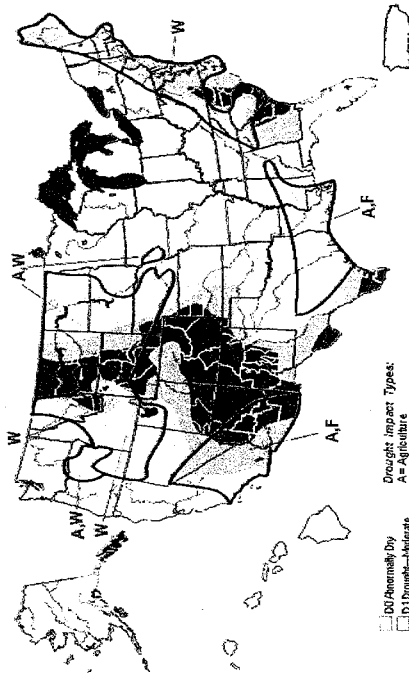 A,W
W
W
A,W
W
A,F
A,F
Drought Impact Types:
D0 Abnormally Dry
A = Agriculture
D1 Drought—Moderate